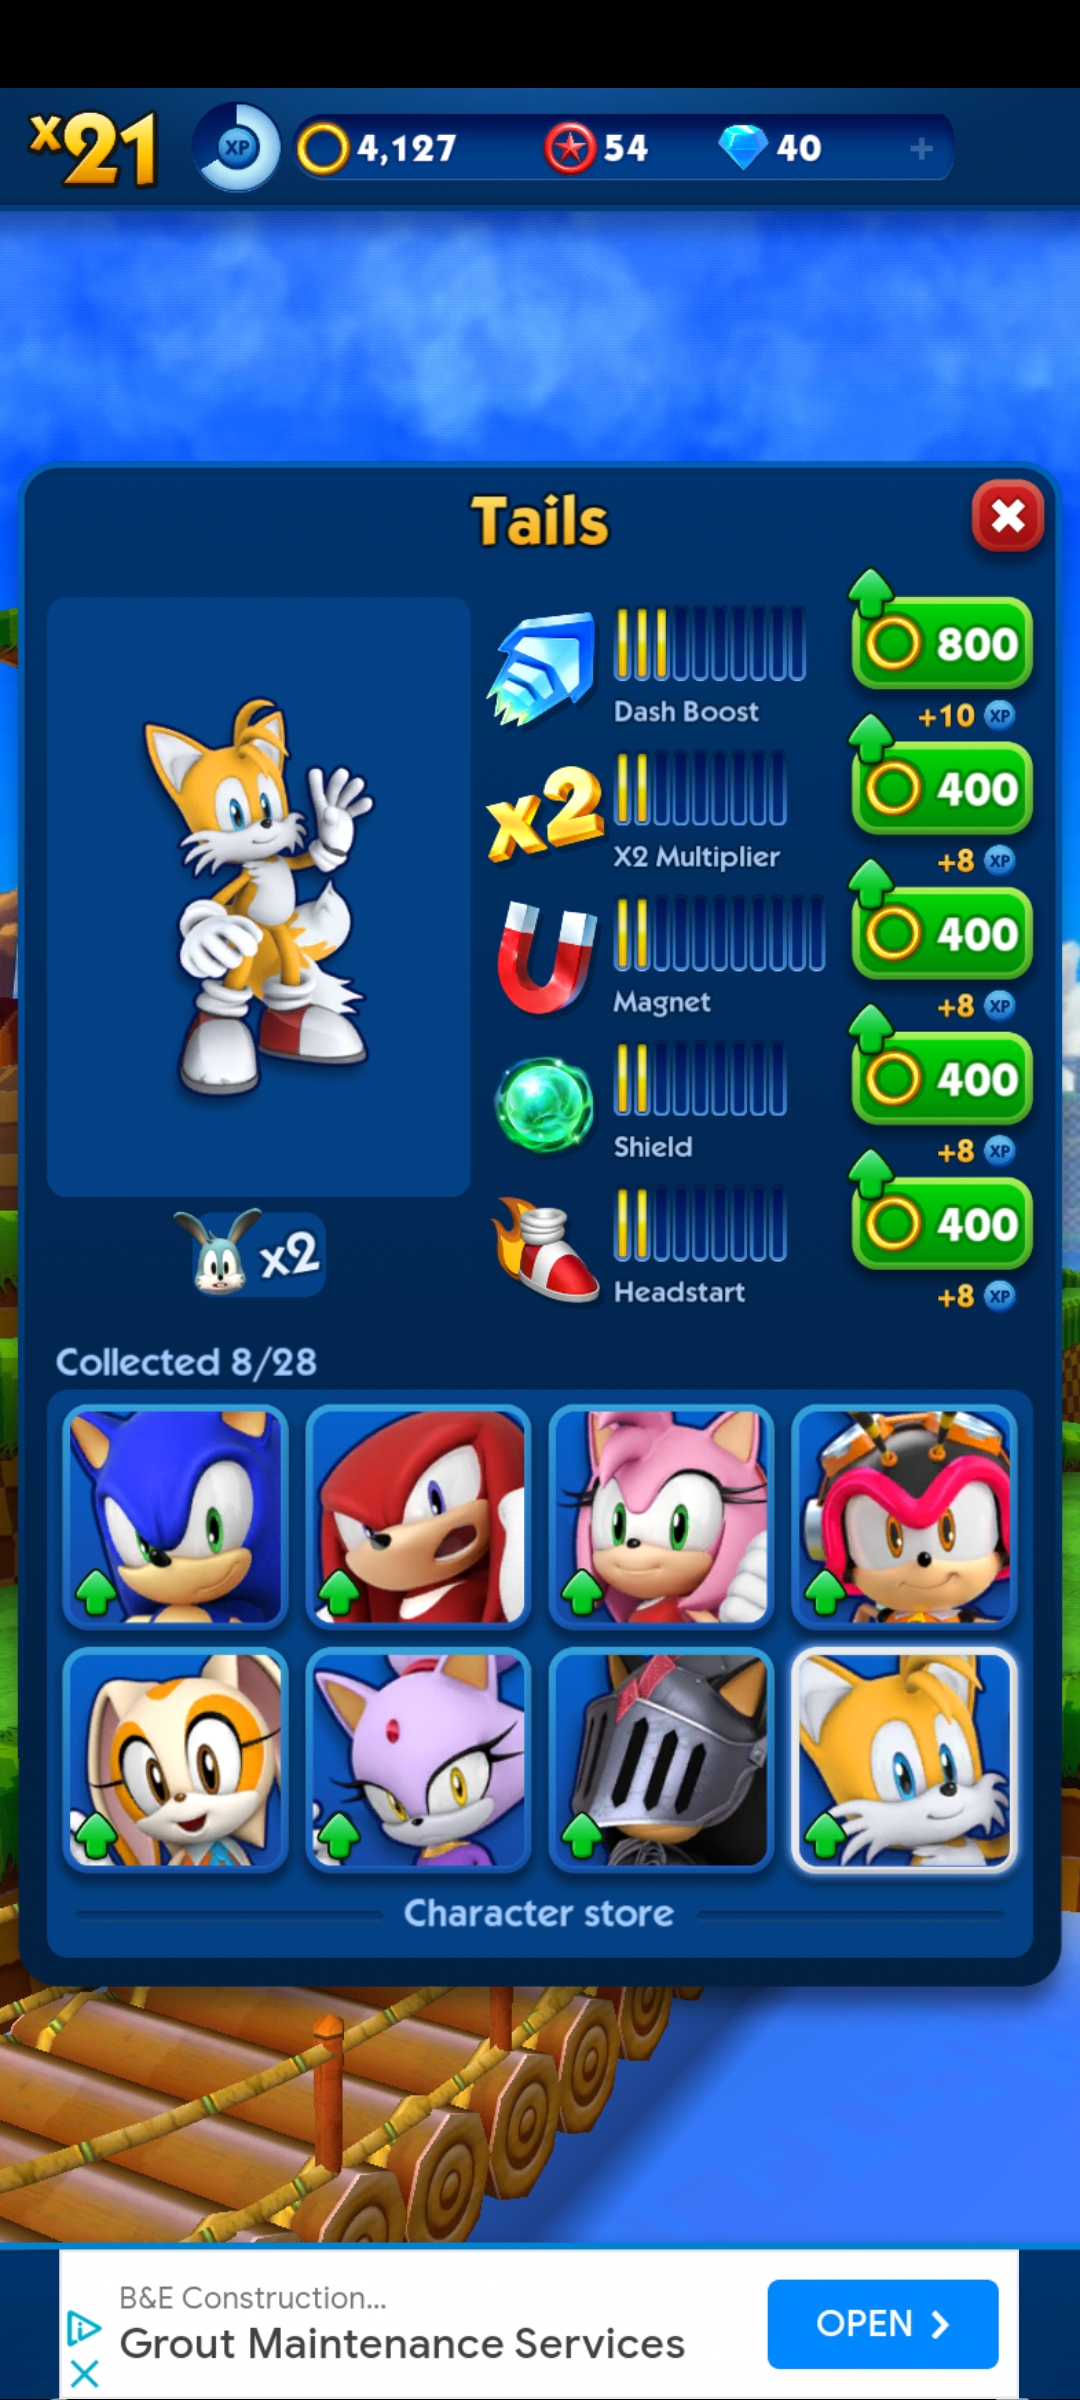 x21
XP
4,127
54
40
+
Tails
800
Dash Boost
+10 XP
x2
400
X2 Multiplier
+8 XP
400
Magnet
+8 XP
400
Shield
+8 XP
x2
400
Headstart
+8 XP
Collected 8/28
Character store
B&E Construction...
Grout Maintenance Services
OPEN